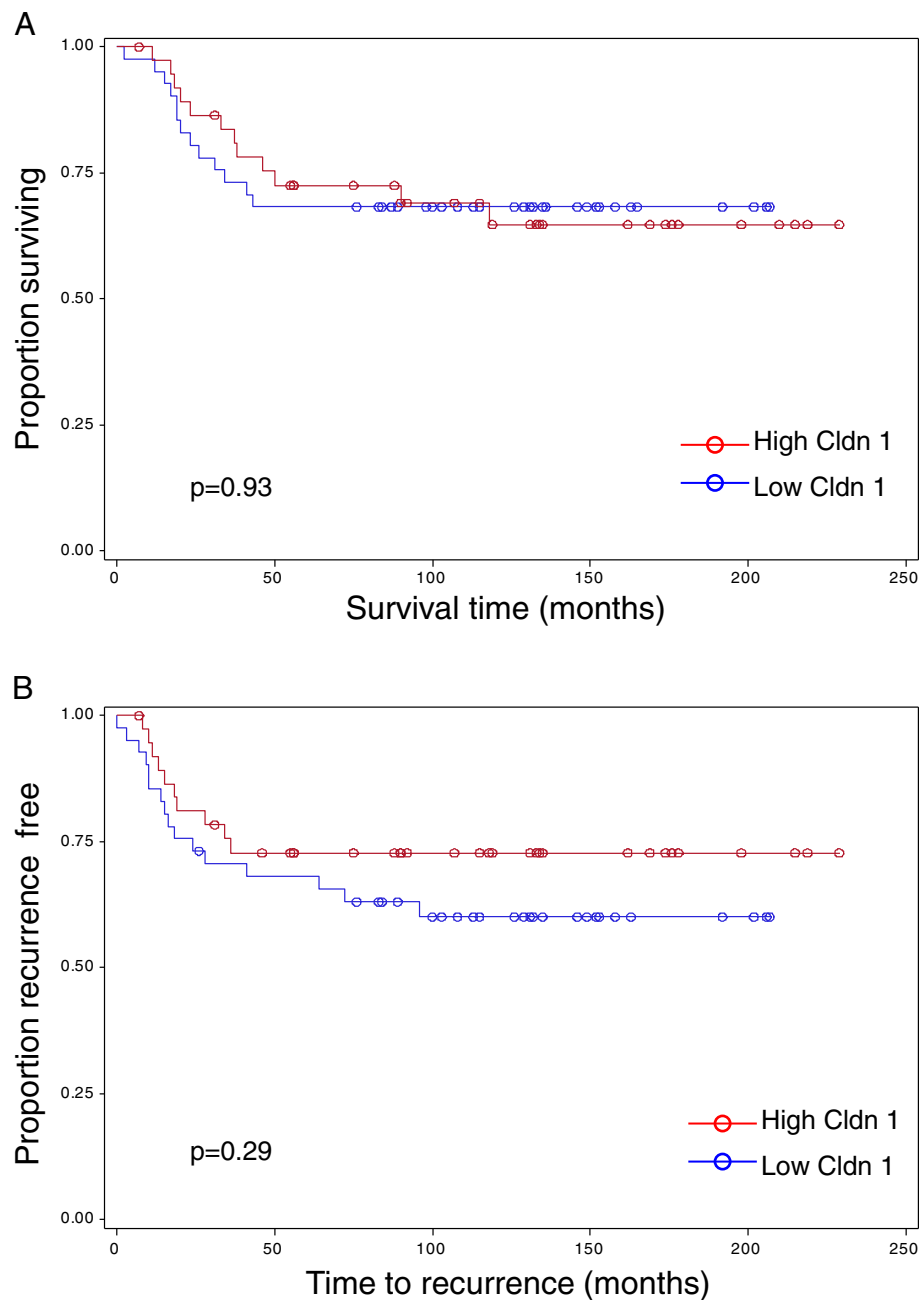 A
1.00
0.75
0.50
0.25
0.00
Proportion surviving
High Cldn 1
Low Cldn 1
p=0.93
0 50 100 150 200 250
Survival time (months)
B
1.00
0.75
0.50
0.25
0.00
Proportion recurrence free
High Cldn 1
Low Cldn 1
p=0.29
0 50 100 150 200 250
Time to recurrence (months)